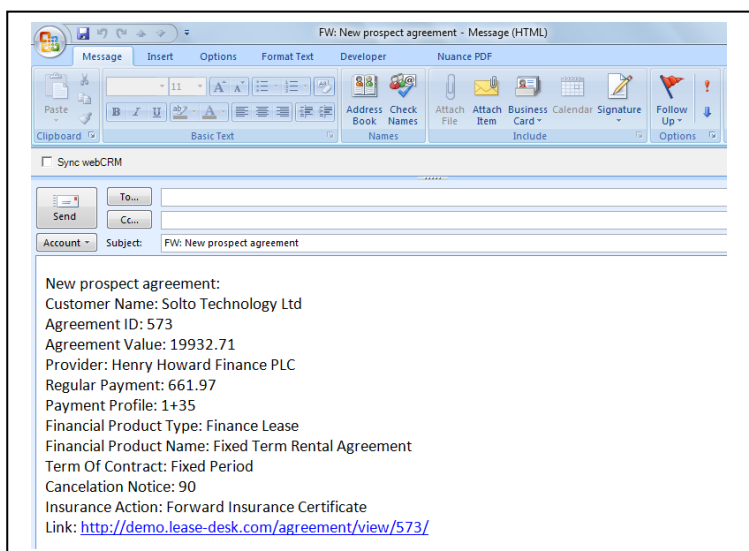 FW: New prospect agreement - Message (HTML)
Message Insert Options Format Text Developer Nuance PDF
11 A A
Paste B I U ab A Address Book Check Names Attach File Attach Item Business Card Calendar Signature Follow Up
Clipboard Basic Text Names Include Options
Sync webCRM
To...
Send
Cc...
Account Subject: FW: New prospect agreement
New prospect agreement:
Customer Name: Solto Technology Ltd
Agreement ID: 573
Agreement Value: 19932.71
Provider: Henry Howard Finance PLC
Regular Payment: 661.97
Payment Profile: 1+35
Financial Product Type: Finance Lease
Financial Product Name: Fixed Term Rental Agreement
Term Of Contract: Fixed Period
Cancelation Notice: 90
Insurance Action: Forward Insurance Certificate
Link: http://demo.lease-desk.com/agreement/view/573/